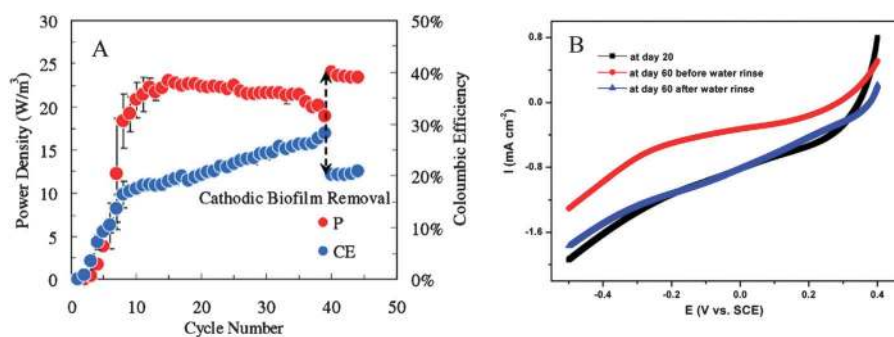 A
30
25
20
15
10
5
0
Power Density (W/m³)
50%
40%
30%
20%
10%
0%
Coloumbic Efficiency
Cathodic Biofilm Removal
P
CE
0
10
20
30
40
50
Cycle Number
B
at day 20
at day 60 before water rinse
at day 60 after water rinse
0.8
0.0
-0.8
-1.6
I (mA cm⁻²)
-0.4
-0.2
0.0
0.2
0.4
E (V vs. SCE)